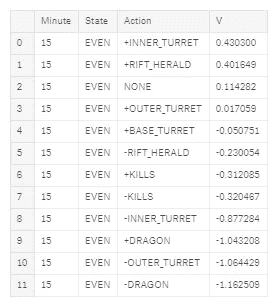 Minute State Action V
0 15 EVEN +INNER_TURRET 0.430300
1 15 EVEN +RIFT_HERALD 0.401649
2 15 EVEN NONE 0.114282
3 15 EVEN +OUTER_TURRET 0.017059
4 15 EVEN +BASE_TURRET -0.050751
5 15 EVEN -RIFT_HERALD -0.230054
6 15 EVEN +KILLS -0.312085
7 15 EVEN -KILLS -0.320467
8 15 EVEN -INNER_TURRET -0.877284
9 15 EVEN +DRAGON -1.043208
10 15 EVEN -OUTER_TURRET -1.064429
11 15 EVEN -DRAGON -1.162509